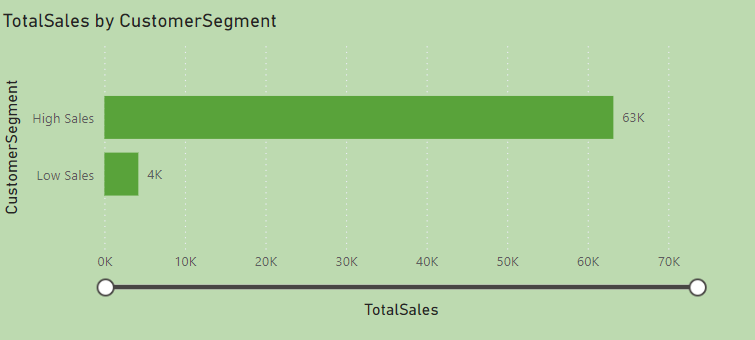 TotalSales by CustomerSegment
CustomerSegment
High Sales
63K
Low Sales
4K
0K 10K 20K 30K 40K 50K 60K 70K
TotalSales